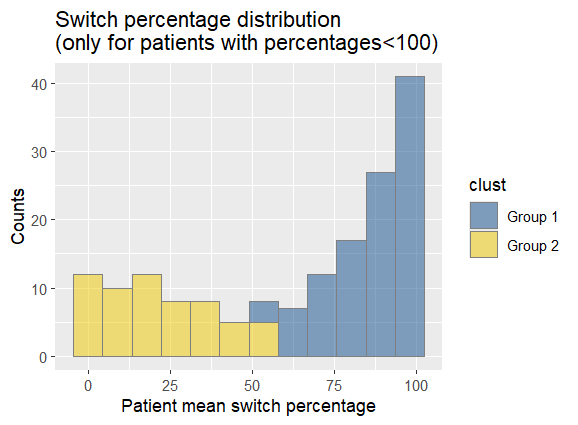 Switch percentage distribution
(only for patients with percentages<100)
40
30
20
10
0
Counts
0 25 50 75 100
Patient mean switch percentage
clust
Group 1
Group 2